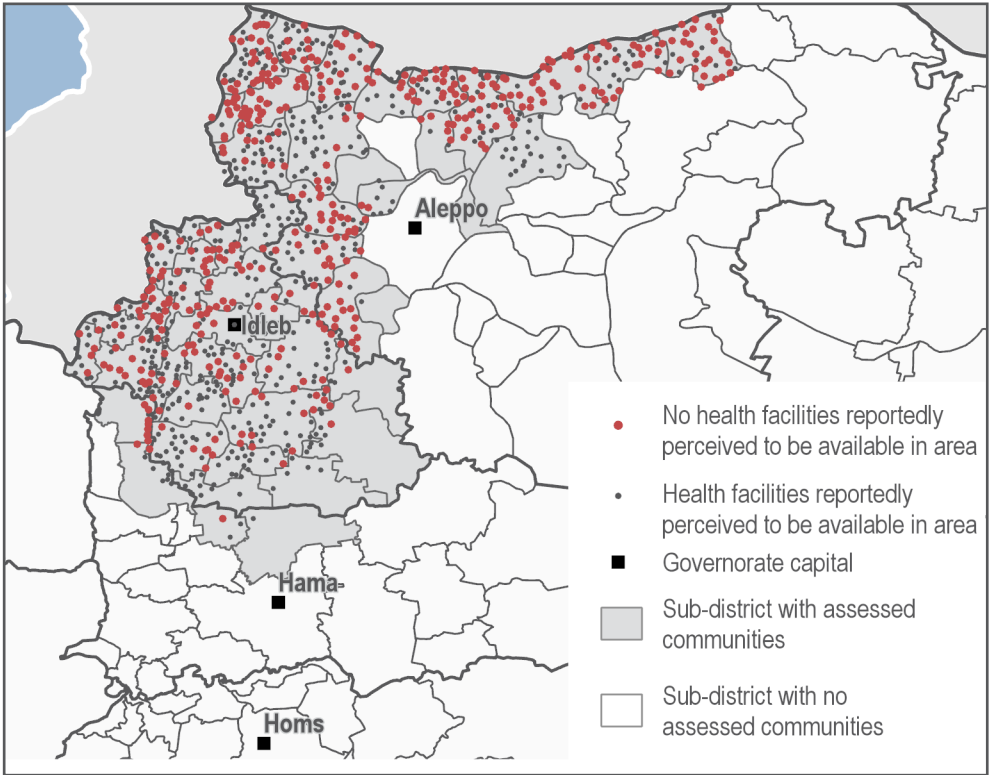 Aleppo
Idleb
Hama
Homs
No health facilities reportedly
perceived to be available in area
Health facilities reportedly
perceived to be available in area
Governorate capital
Sub-district with assessed
communities
Sub-district with no
assessed communities